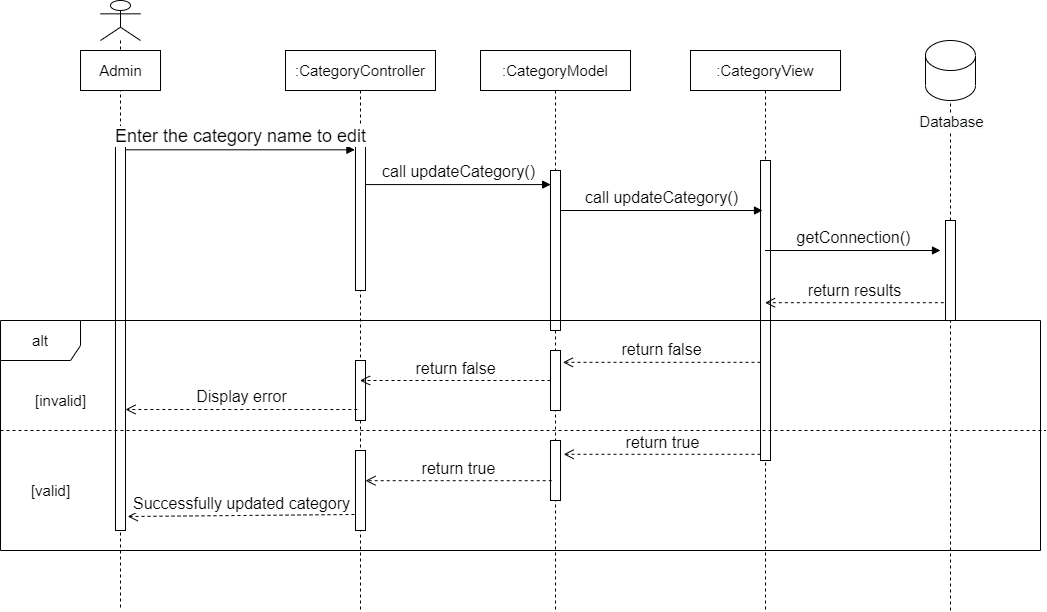 Admin
:CategoryController
:CategoryModel
:CategoryView
Database
Enter the category name to edit
call updateCategory()
call updateCategory()
getConnection()
return results
alt
return false
return false
Display error
[invalid]
return true
return true
[valid]
Successfully updated category